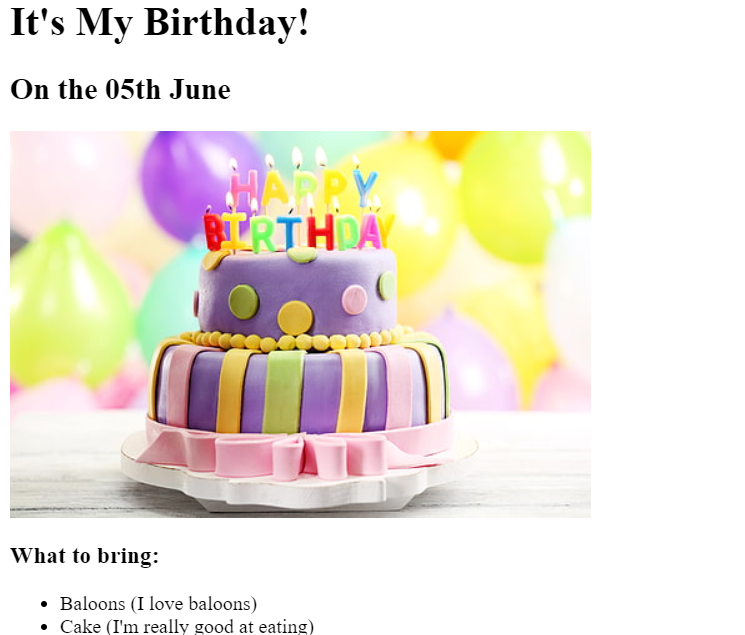 It's My Birthday!
On the 05th June
HAPPY
BIRTHDAY
What to bring:
Baloons (I love baloons)
Cake (I'm really good at eating)